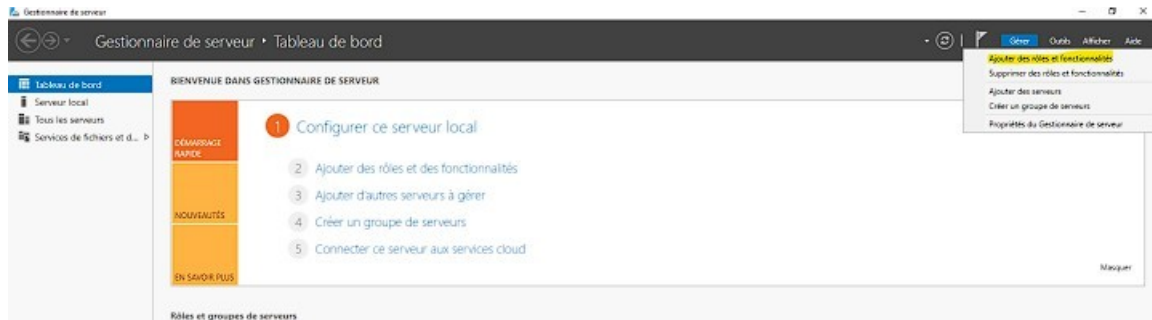 Gestionnaire de serveur
Gestionnaire de serveur • Tableau de bord
Gérer Outils Afficher Aide
Ajouter des rôles et fonctionnalités
Supprimer des rôles et fonctionnalités
Ajouter des serveurs
Créer un groupe de serveurs
Propriétés du Gestionnaire de serveur
Tableau de bord
Serveur local
Tous les serveurs
Services de fichiers et d...
BIENVENUE DANS GESTIONNAIRE DE SERVEUR
DÉMARRAGE
RAPIDE
NOUVEAUTÉS
EN SAVOIR PLUS
1 Configurer ce serveur local
2 Ajouter des rôles et des fonctionnalités
3 Ajouter d'autres serveurs à gérer
4 Créer un groupe de serveurs
5 Connecter ce serveur aux services cloud
Masquer
Rôles et groupes de serveurs